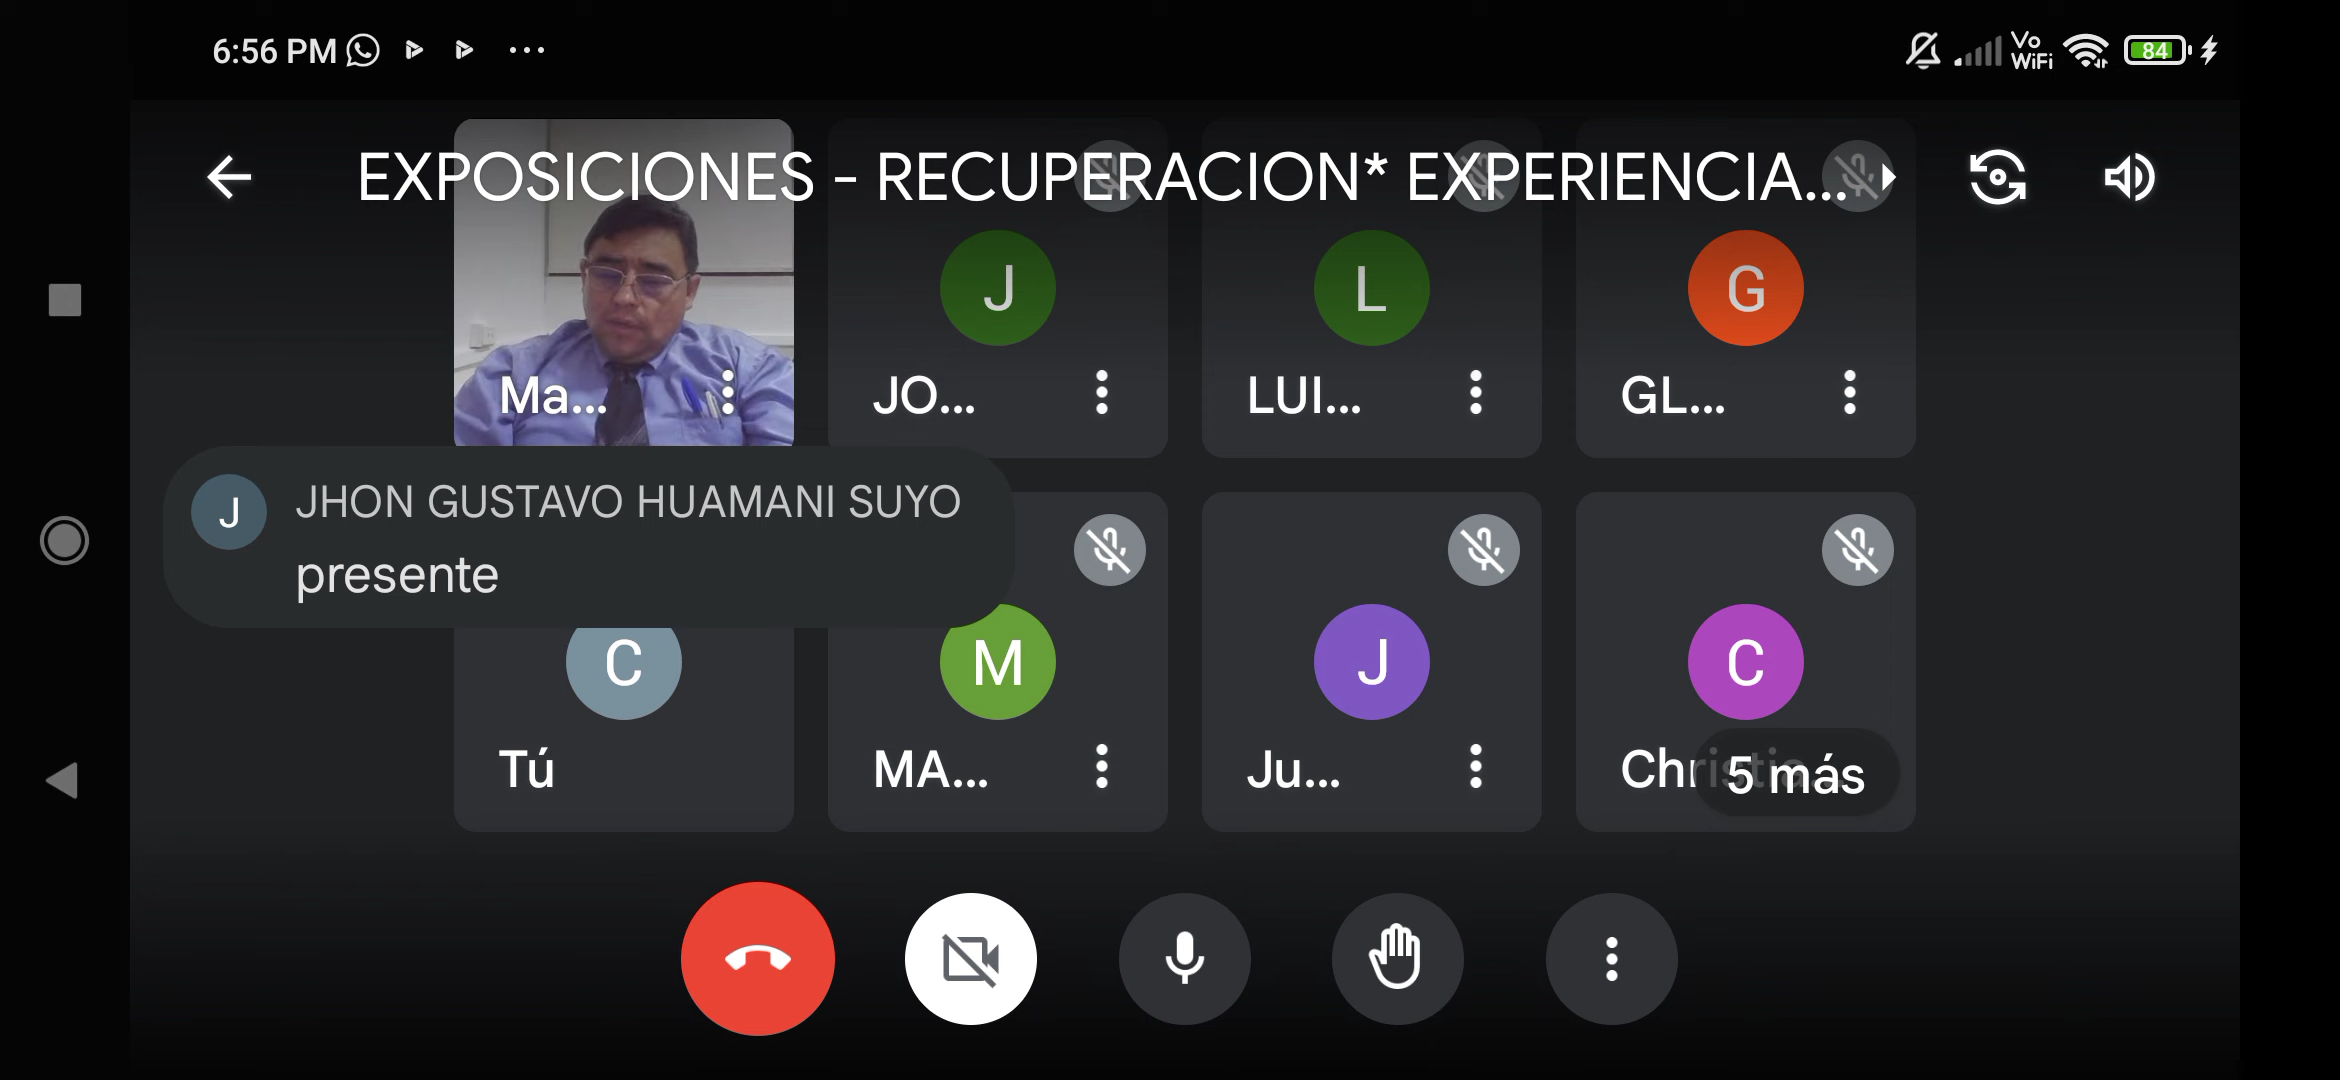 6:56 PM
Vo
WiFi
84
EXPOSICIONES - RECUPERACION* EXPERIENCIA...
J
L
G
Ma...
JO...
LUI...
GL...
J
JHON GUSTAVO HUAMANI SUYO
presente
C
M
J
C
Tú
MA...
Ju...
Christia...
5 más